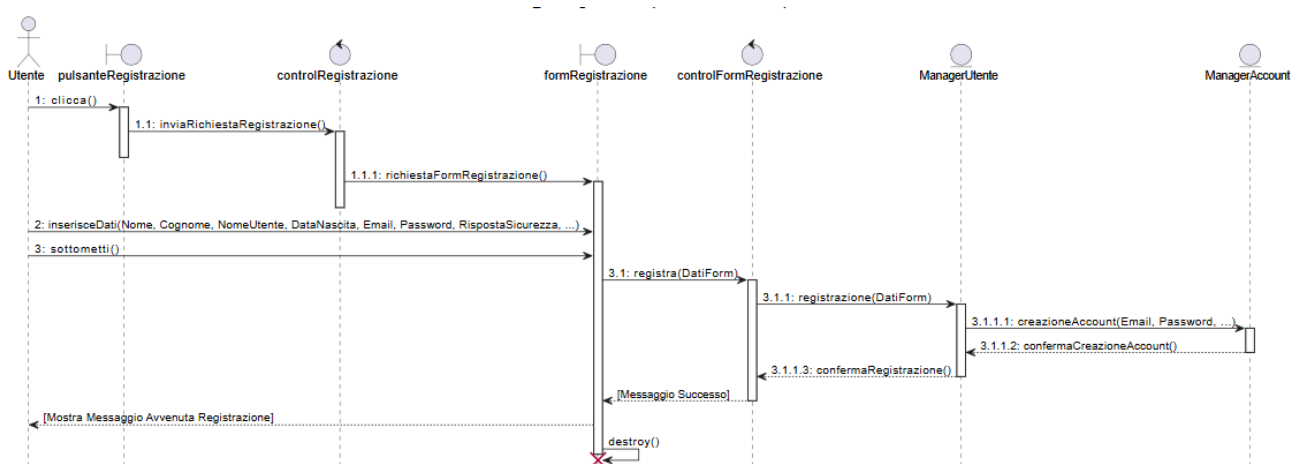 Utente pulsanteRegistrazione controlRegistrazione formRegistrazione controlFormRegistrazione ManagerUtente ManagerAccount
1: clicca()
1.1: inviaRichiestaRegistrazione()
1.1.1: richiestaFormRegistrazione()
2: inserisceDati(Nome, Cognome, NomeUtente, DataNascita, Email, Password, RispostaSicurezza, ...)
3: sottometti()
3.1: registra(DatiForm)
3.1.1: registrazione(DatiForm)
3.1.1.1: creazioneAccount(Email, Password, ...)
3.1.1.2: confermaCreazioneAccount()
3.1.1.3: confermaRegistrazione()
[Messaggio Successo]
[Mostra Messaggio Avvenuta Registrazione]
destroy()